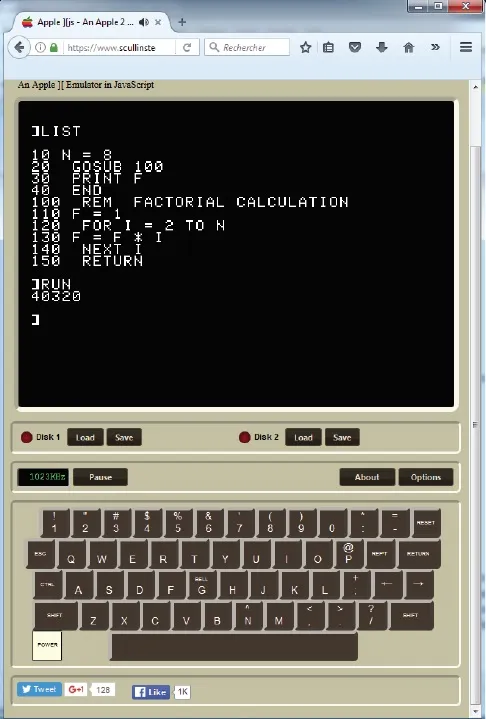 Apple ][js - An Apple 2 ...
https://www.scullinste
Rechercher
An Apple ][ Emulator in JavaScript
]LIST
10 N = 8
20 GOSUB 100
30 PRINT F
40 END
100 REM FACTORIAL CALCULATION
110 F = 1
120 FOR I = 2 TO N
130 F = F * I
140 NEXT I
150 RETURN
]RUN
40320
]
Disk 1 Load Save Disk 2 Load Save
1023KHz Pause About Options
! " # $ % & ' ( ) * =
1 2 3 4 5 6 7 8 9 0 : - RESET
ESC Q W E R T Y U I O @ P REPT RETURN
CTRL A S D F BELL G H J K L + ; ← →
SHIFT Z X C V B ^ N M < , > . ? / SHIFT
POWER
Tweet G+1 128 Like 1K